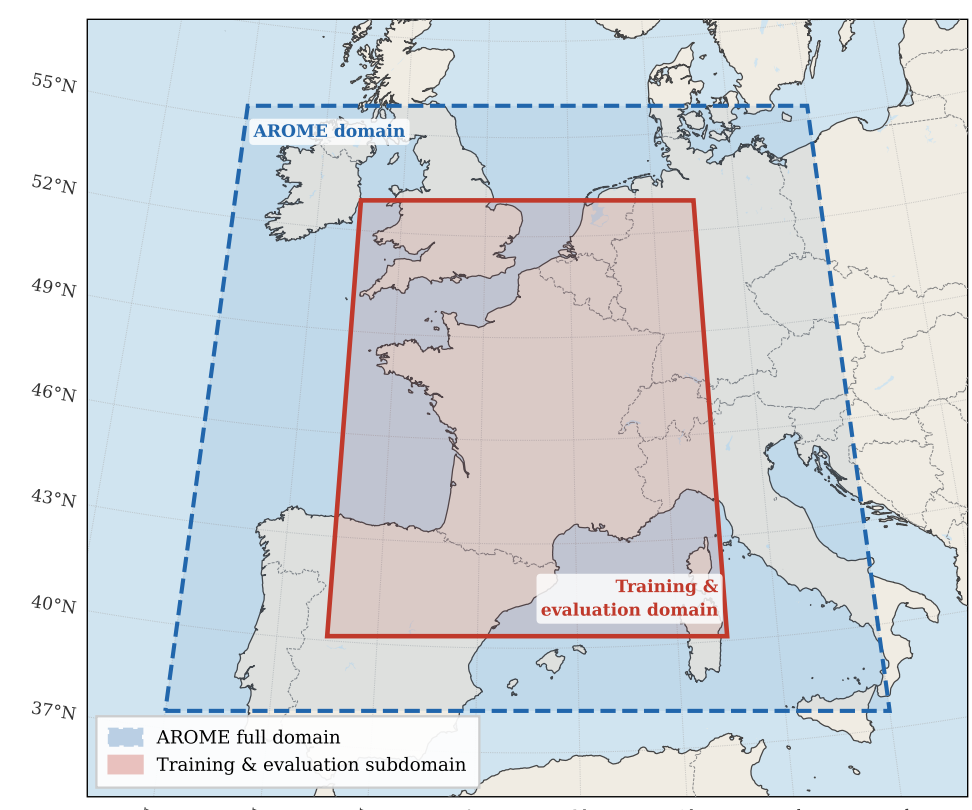 55°N
52°N
49°N
46°N
43°N
40°N
37°N
AROME domain
Training &
evaluation domain
AROME full domain
Training & evaluation subdomain